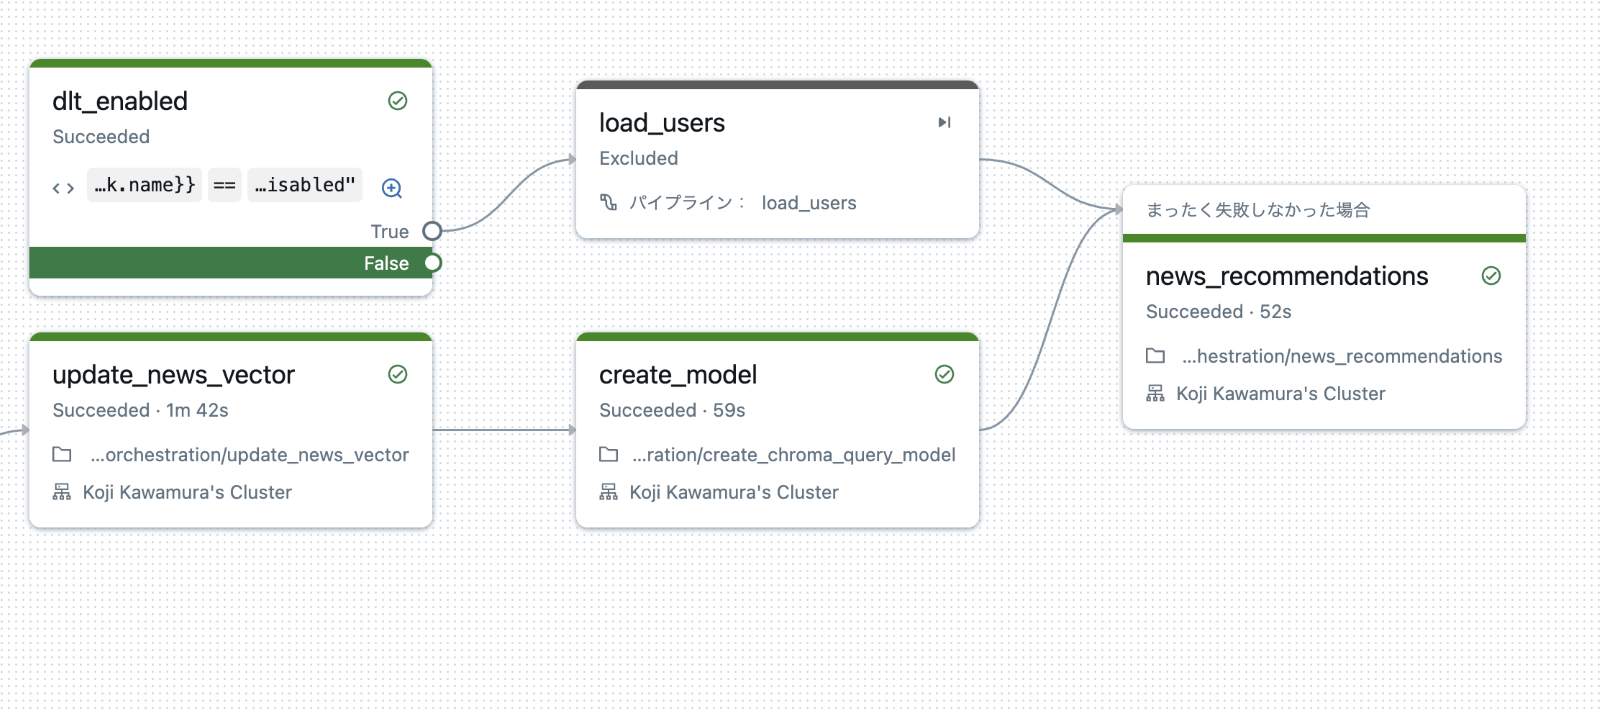 dlt_enabled
Succeeded
…k.name}} == …isabled"
True
False
load_users
Excluded
パイプライン： load_users
まったく失敗しなかった場合
news_recommendations
Succeeded · 52s
...hestration/news_recommendations
Koji Kawamura's Cluster
update_news_vector
Succeeded · 1m 42s
...orchestration/update_news_vector
Koji Kawamura's Cluster
create_model
Succeeded · 59s
...ration/create_chroma_query_model
Koji Kawamura's Cluster